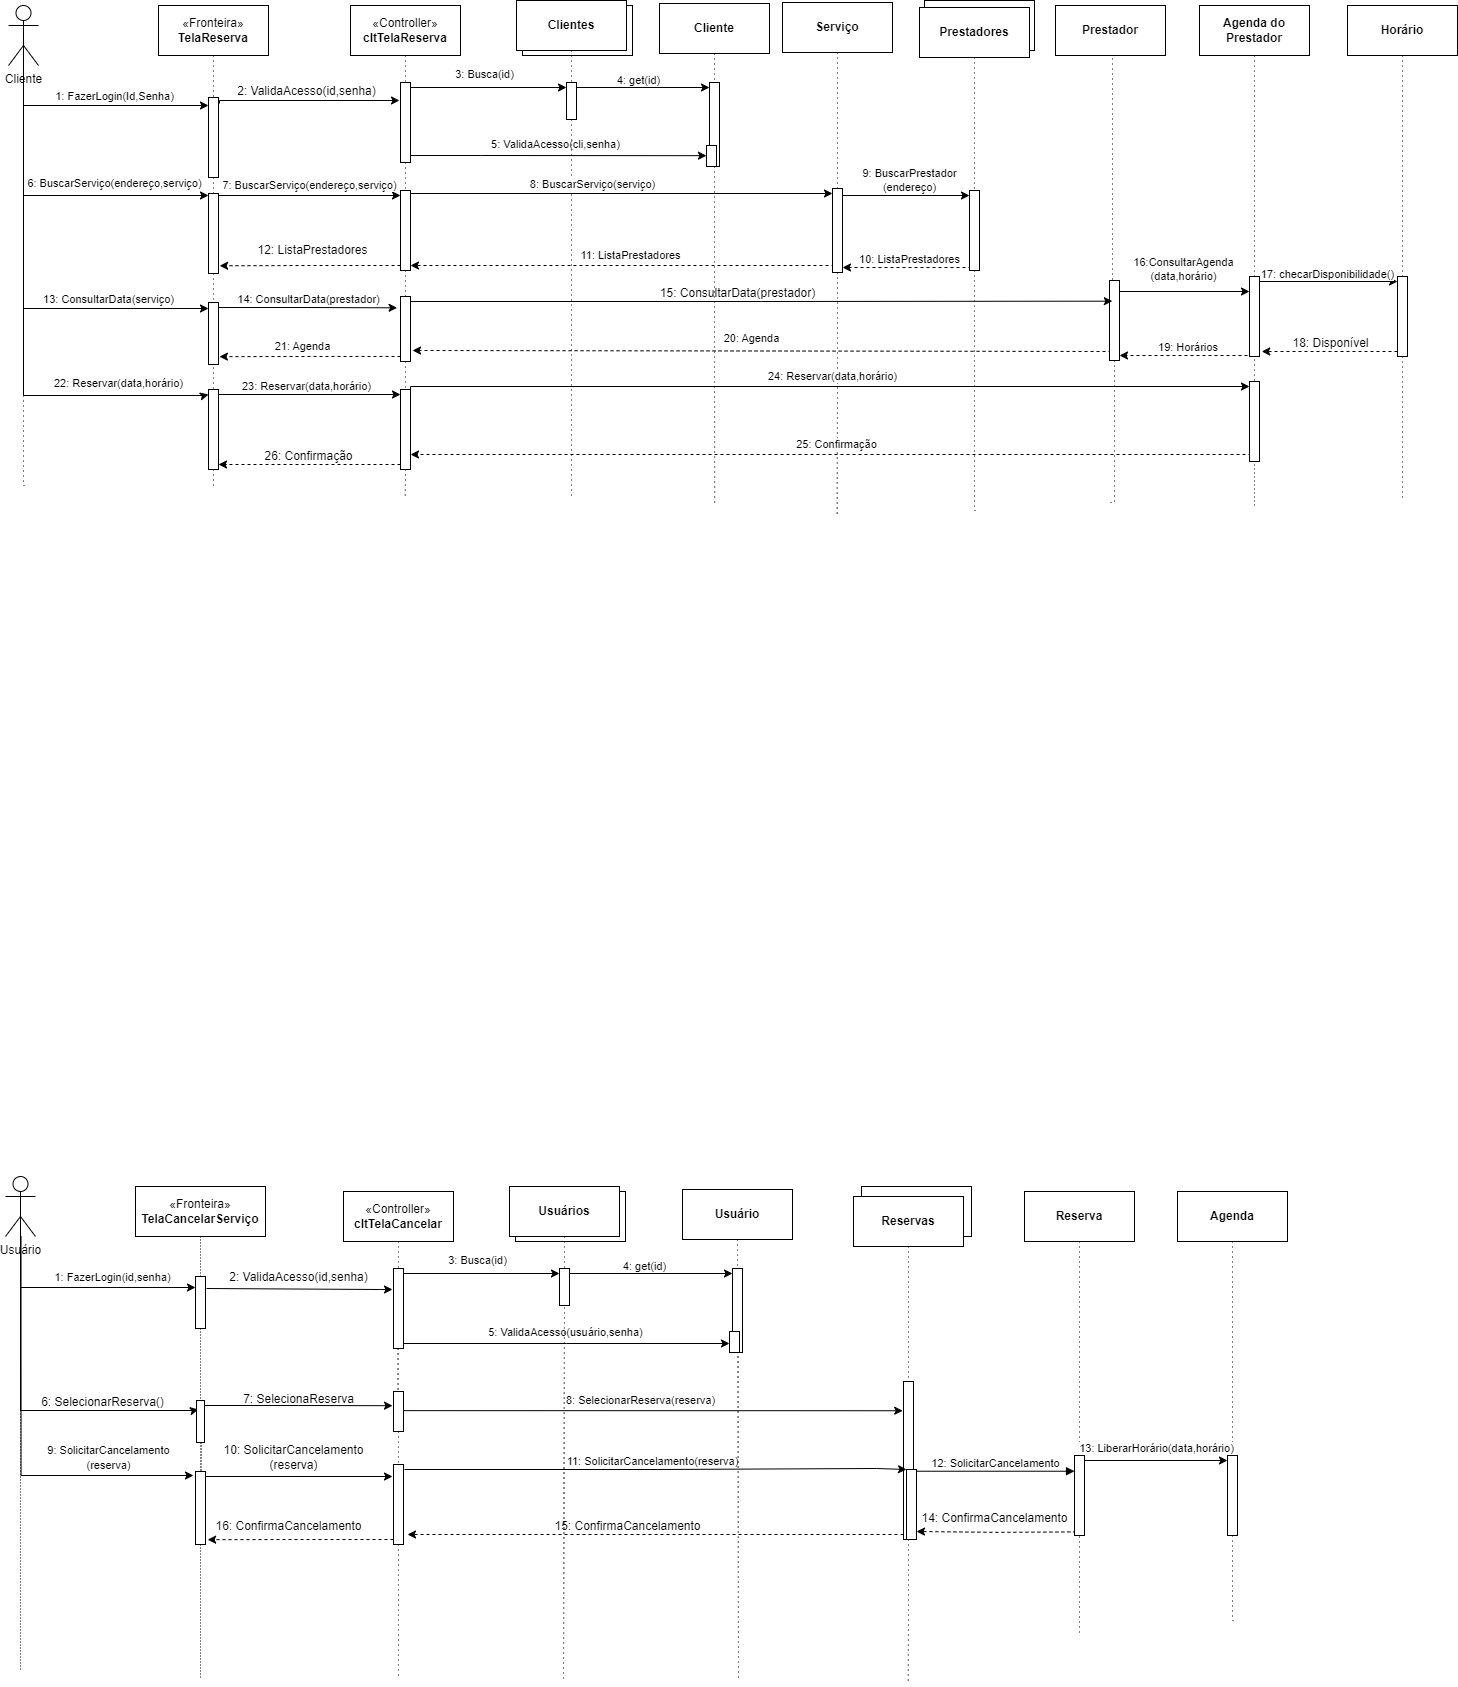 «Fronteira»
TelaReserva
«Controller»
cltTelaReserva
Clientes
Cliente
Serviço
Prestadores
Prestador
Agenda do
Prestador
Horário
Cliente
1: FazerLogin(Id,Senha)
2: ValidaAcesso(id,senha)
3: Busca(id)
4: get(id)
5: ValidaAcesso(cli,senha)
6: BuscarServiço(endereço,serviço)
7: BuscarServiço(endereço,serviço)
8: BuscarServiço(serviço)
9: BuscarPrestador
(endereço)
10: ListaPrestadores
11: ListaPrestadores
12: ListaPrestadores
13: ConsultarData(serviço)
14: ConsultarData(prestador)
15: ConsultarData(prestador)
16:ConsultarAgenda
(data,horário)
17: checarDisponibilidade()
18: Disponível
19: Horários
20: Agenda
21: Agenda
22: Reservar(data,horário)
23: Reservar(data,horário)
24: Reservar(data,horário)
25: Confirmação
26: Confirmação
«Fronteira»
TelaCancelarServiço
«Controller»
cltTelaCancelar
Usuários
Usuário
Reservas
Reserva
Agenda
Usuário
1: FazerLogin(id,senha)
2: ValidaAcesso(id,senha)
3: Busca(id)
4: get(id)
5: ValidaAcesso(usuário,senha)
6: SelecionarReserva()
7: SelecionaReserva
8: SelecionarReserva(reserva)
9: SolicitarCancelamento
(reserva)
10: SolicitarCancelamento
(reserva)
11: SolicitarCancelamento(reserva)
12: SolicitarCancelamento
13: LiberarHorário(data,horário)
14: ConfirmaCancelamento
15: ConfirmaCancelamento
16: ConfirmaCancelamento